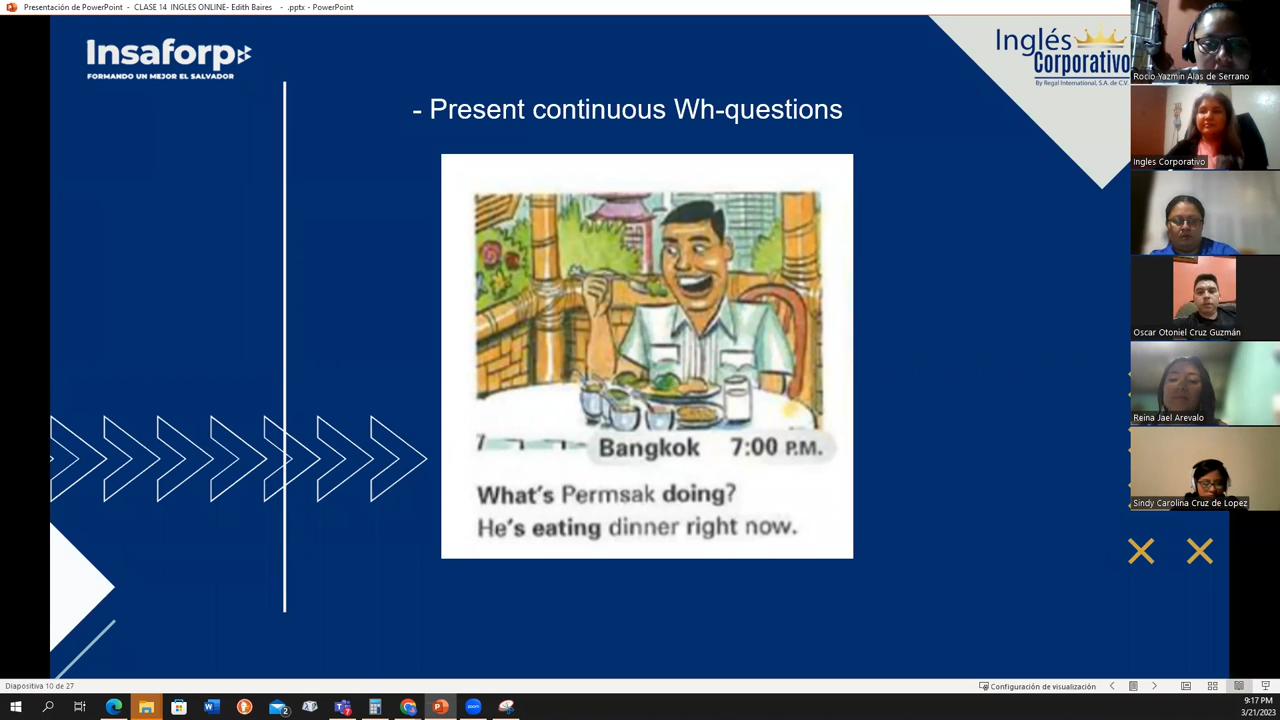 Presentación de PowerPoint - CLASE 14 INGLES ONLINE- Edith Baires - .pptx - PowerPoint
Insaforp
FORMANDO UN MEJOR EL SALVADOR
Inglés
Corporativo
By Regal International, S.A. de C.V.
- Present continuous Wh-questions
Bangkok 7:00 P.M.
What's Permsak doing?
He's eating dinner right now.
Rocío Yazmin Alas de Serrano
Ingles Corporativo
Oscar Otoniel Cruz Guzmán
Reina Jael Arevalo
Sindy Carolina Cruz de Lopez
Diapositiva 10 de 27
Configuración de visualización
9:17 PM
3/21/2023